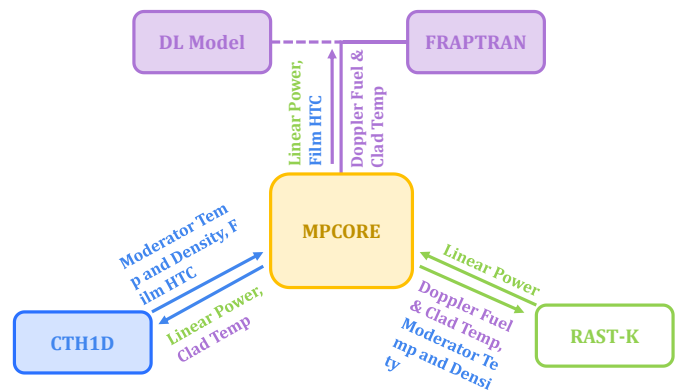 DL Model
FRAPTRAN
Linear Power,
Film HTC
Doppler Fuel &
Clad Temp
MPCORE
Moderator Tem
p and Density, F
ilm HTC
Linear Power,
Clad Temp
CTH1D
Linear Power
Doppler Fuel
& Clad Temp,
Moderator Te
mp and Densi
ty
RAST-K